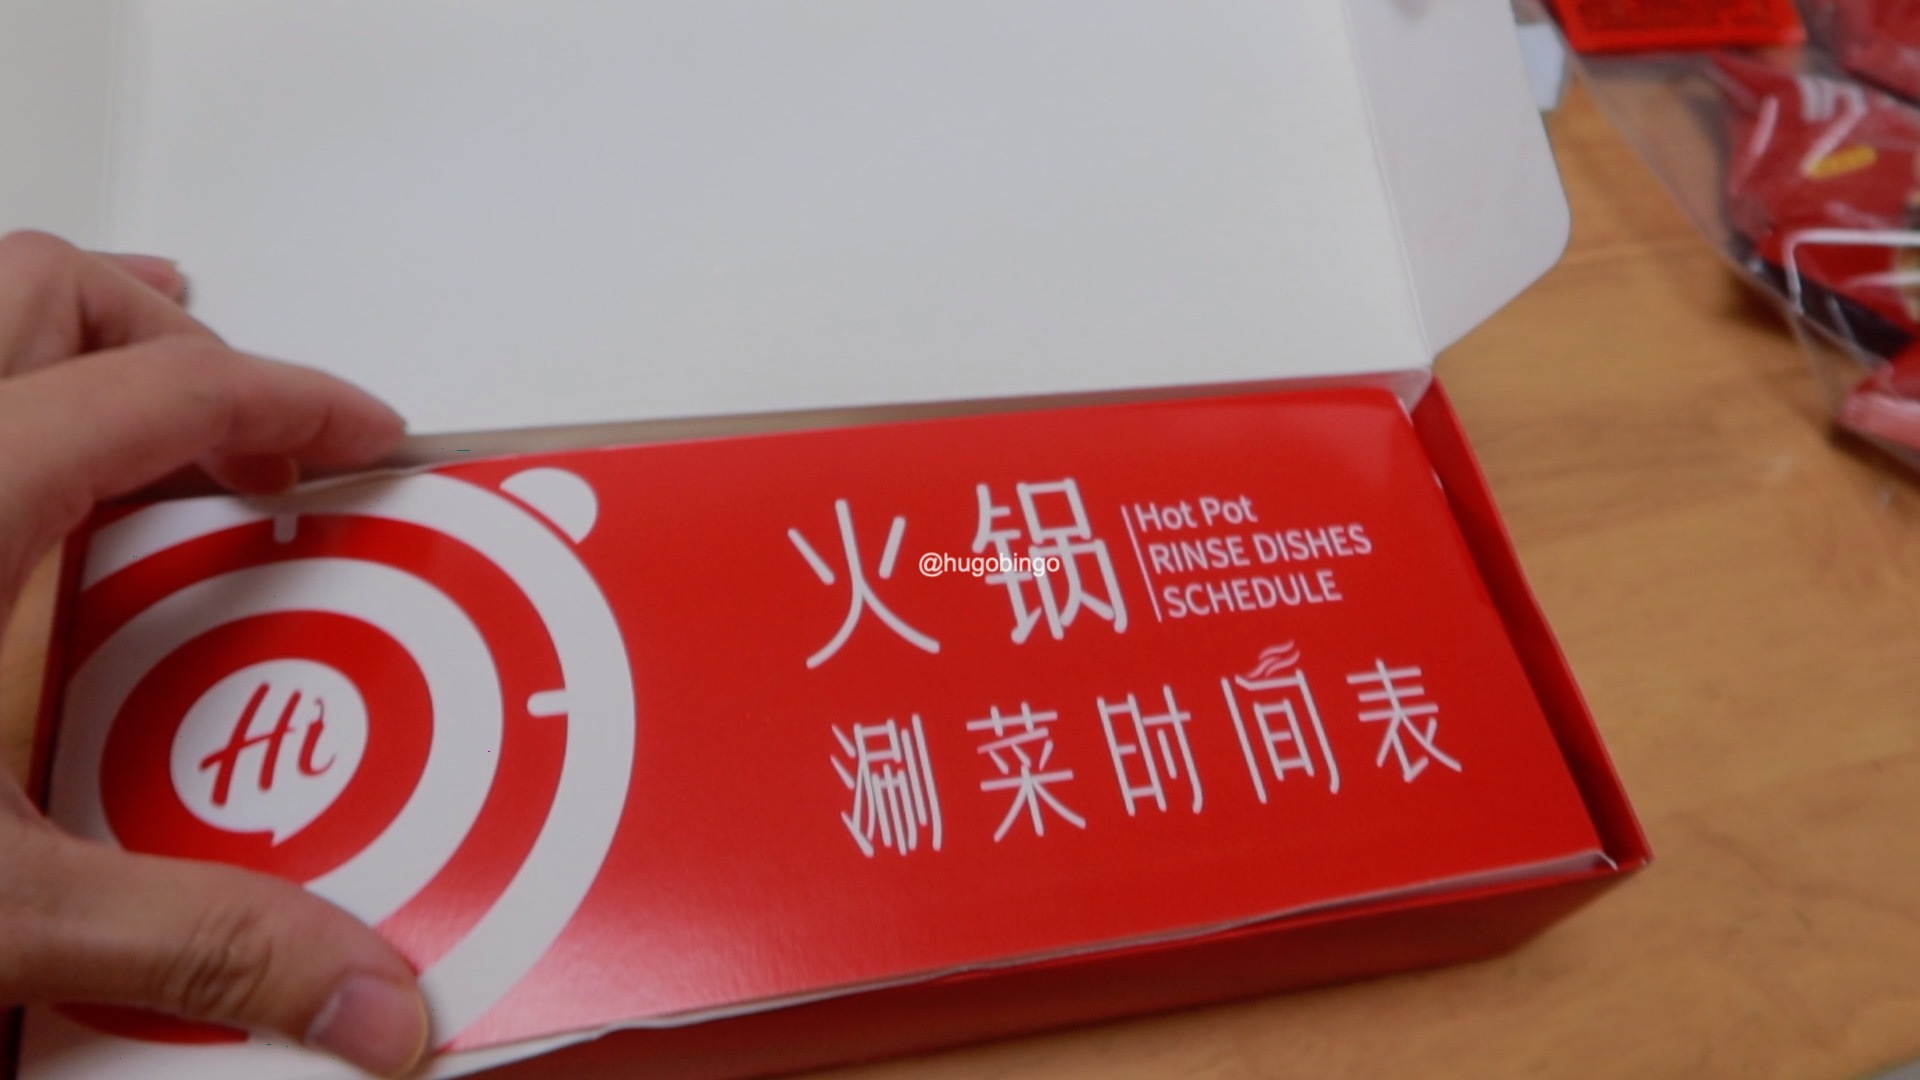 火锅
Hot Pot
RINSE DISHES
SCHEDULE
@hugobingo
涮菜时间表
Hi